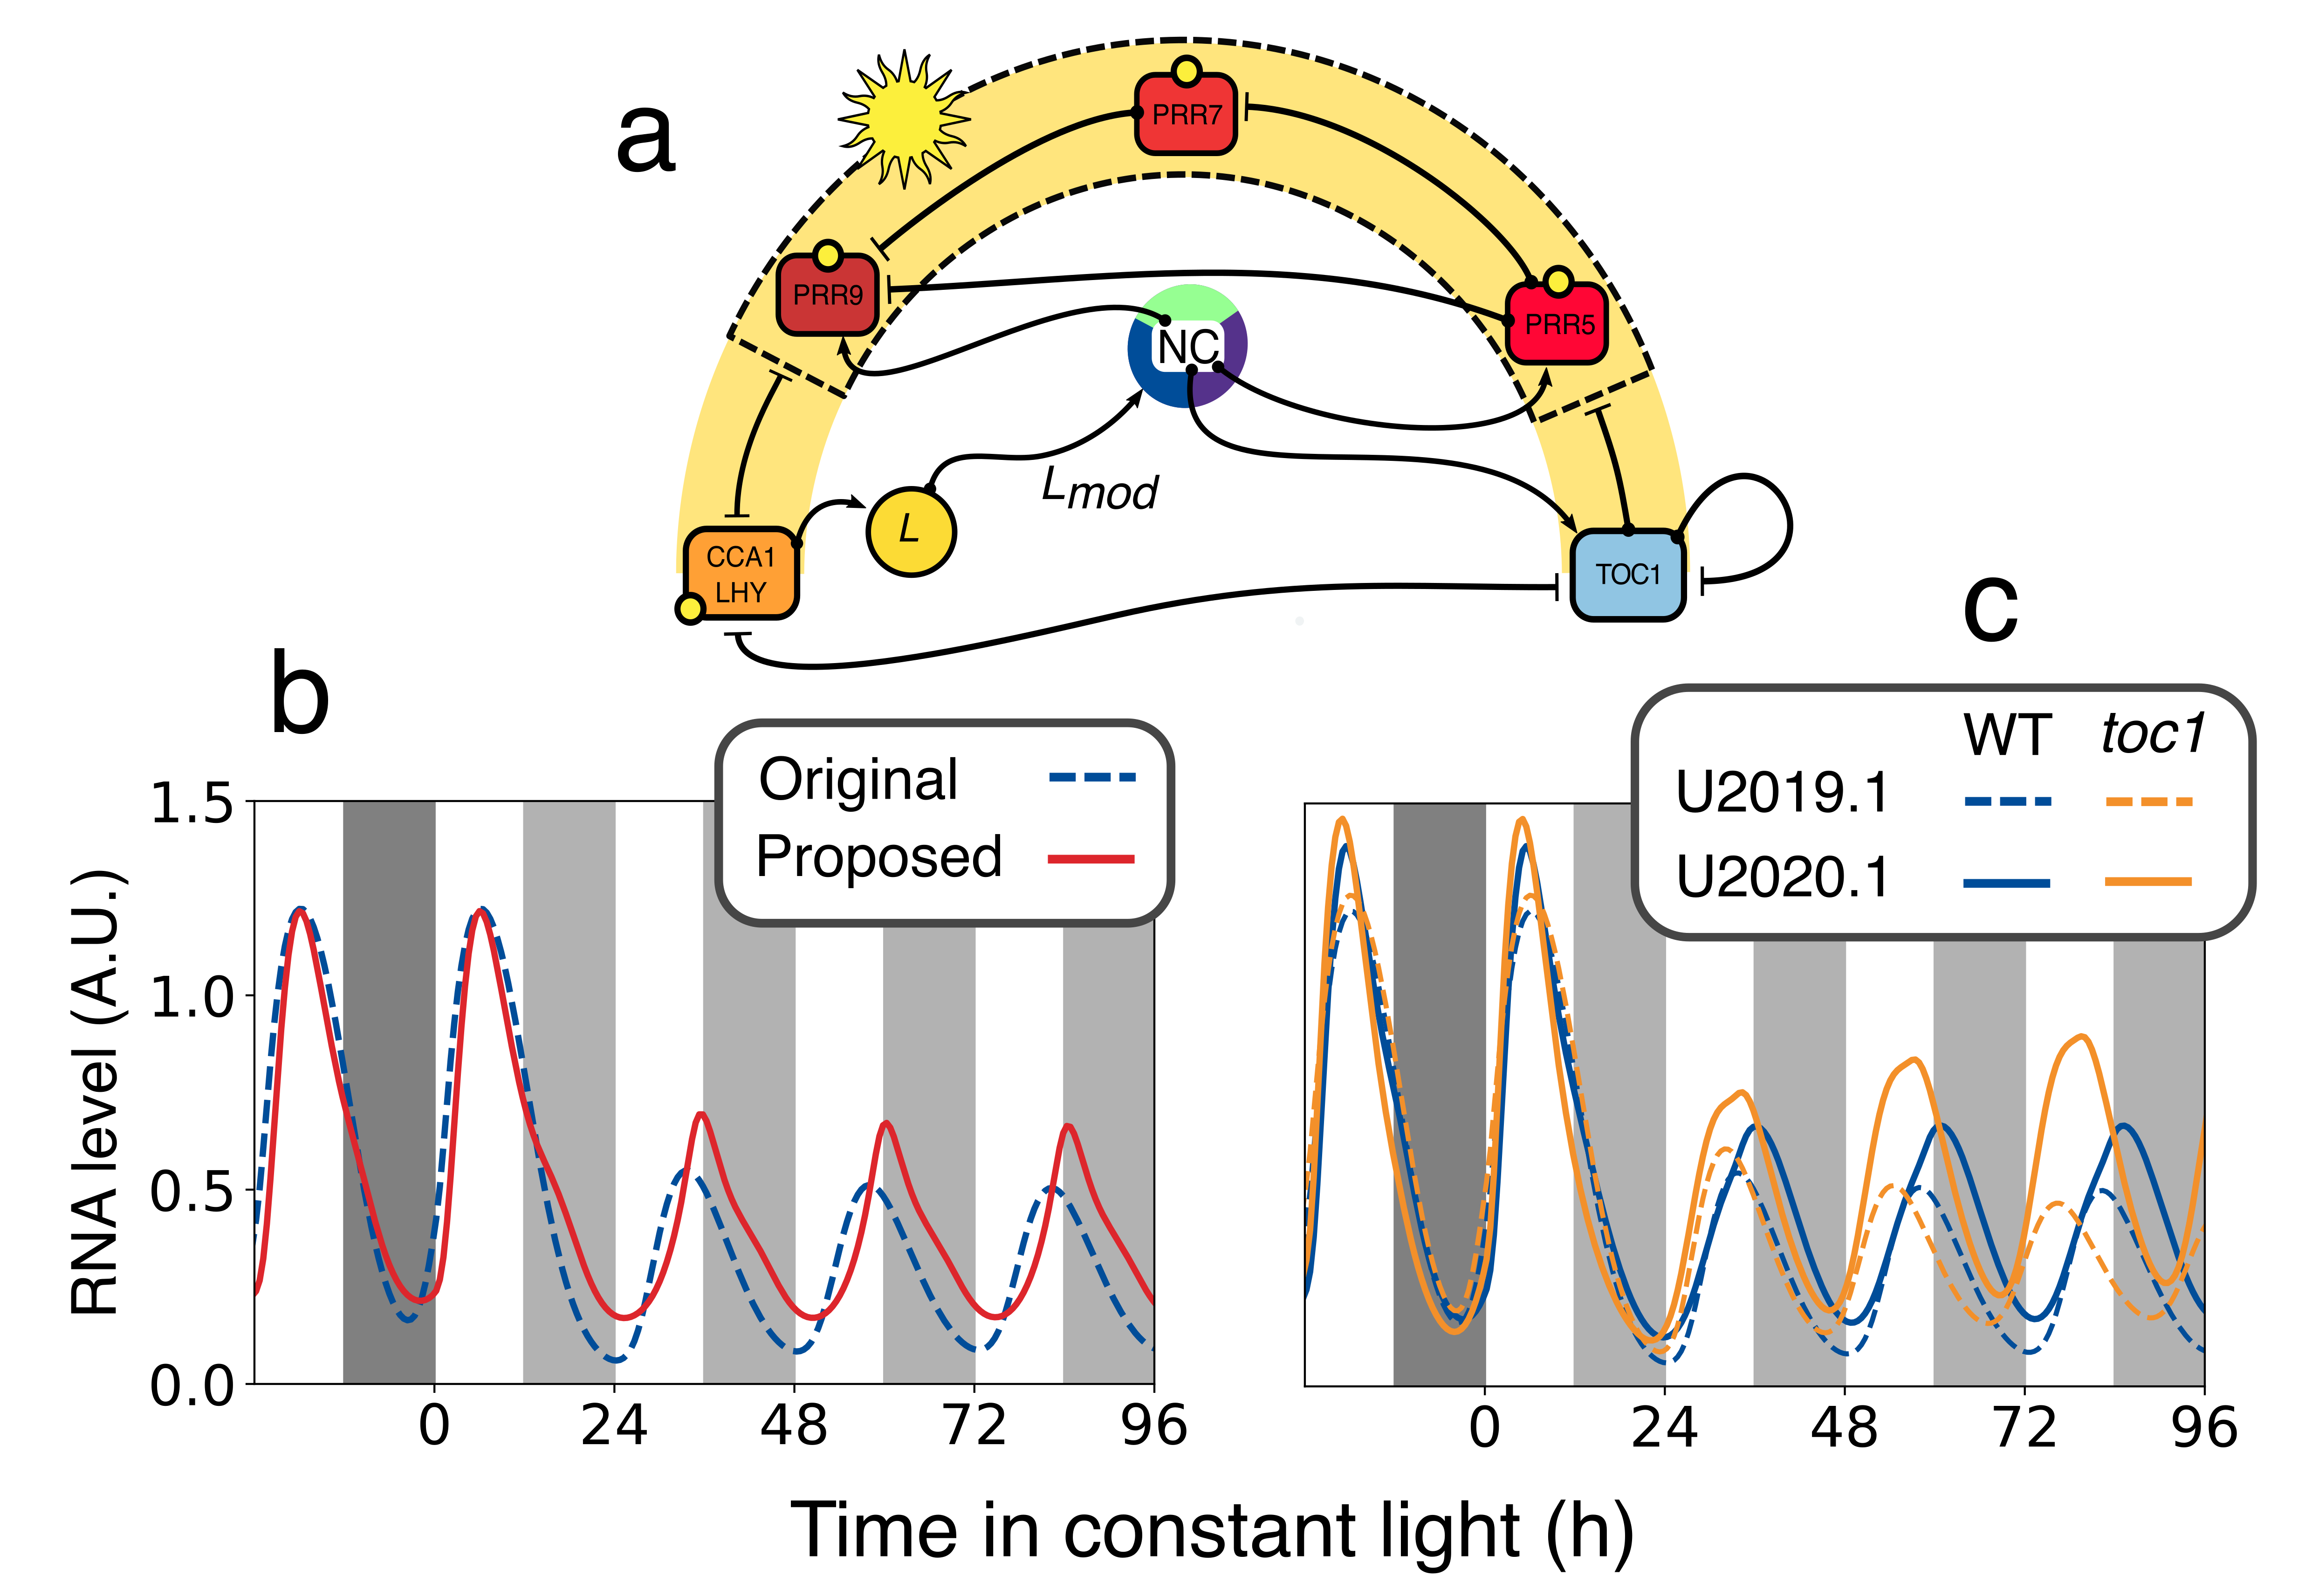 a
PRR7
PRR9
NC
PRR5
Lmod
L
CCA1
LHY
TOC1
c
b
WT toc1
U2019.1
U2020.1
Original
Proposed
1.5
1.0
0.5
0.0
RNA level (A.U.)
0 24 48 72 96
0 24 48 72 96
Time in constant light (h)